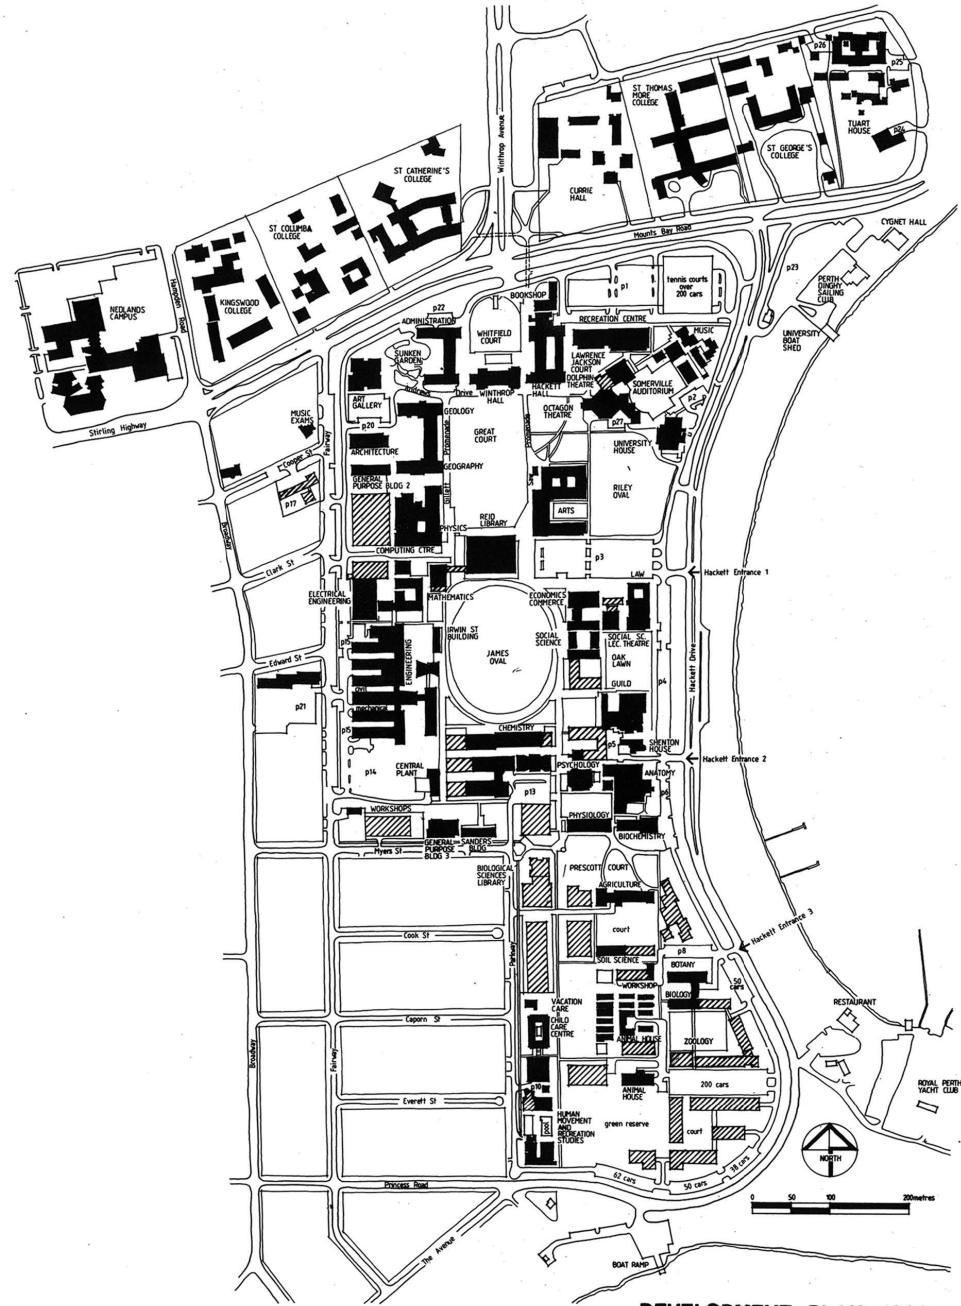 p26
p25
ST THOMAS
MORE
COLLEGE
TUART
HOUSE
p24
Winthrop Avenue
ST GEORGE'S
COLLEGE
ST CATHERINE'S
COLLEGE
CURRIE
HALL
ST COLUMBA
COLLEGE
Mounts Bay Road
CYGNET HALL
p23
PERTH
DINGHY
SAILING
CLUB
Hampden Road
NEDLANDS
CAMPUS
KINGSWOOD
COLLEGE
p1
tennis courts
over
200 cars
BOOKSHOP
p22
ADMINISTRATION
WHITFIELD
COURT
RECREATION CENTRE
MUSIC
UNIVERSITY
BOAT
SHED
SUNKEN
GARDEN
LAWRENCE
JACKSON
COURT
DOLPHIN
THEATRE
SOMERVILLE
AUDITORIUM
Drive
WINTHROP
HALL
HACKETT
HALL
p2
ART
GALLERY
MUSIC
EXAMS
OCTAGON
THEATRE
GEOLOGY
p27
Stirling Highway
Fairway
p20
Promenade
GREAT
COURT
Promenade
ARCHITECTURE
UNIVERSITY
HOUSE
Cooper St
GEOGRAPHY
GENERAL
PURPOSE BLDG 2
p17
RILEY
OVAL
ARTS
REID
LIBRARY
PHYSICS
Broadway
COMPUTING CTRE
p3
Clark St
LAW
Hackett Entrance 1
ELECTRICAL
ENGINEERING
MATHEMATICS
ECONOMICS
COMMERCE
IRWIN ST
BUILDING
SOCIAL
SCIENCE
SOCIAL SC.
LEC. THEATRE
p15
ENGINEERING
JAMES
OVAL
OAK
LAWN
Edward St
GUILD
p4
Hackett Drive
civil
mechanical
p21
p15
CHEMISTRY
p5
SHENTON
HOUSE
Hackett Entrance 2
CENTRAL
PLANT
p14
PSYCHOLOGY
ANATOMY
p13
p6
WORKSHOPS
PHYSIOLOGY
BIOCHEMISTRY
GENERAL
PURPOSE
BLDG 3
SANDERS
BLDG
Myers St
BIOLOGICAL
SCIENCES
LIBRARY
PRESCOTT COURT
AGRICULTURE
court
Cook St
Hackett Entrance 3
Parkway
p8
SOIL SCIENCE
BOTANY
WORKSHOP
50
cars
BIOLOGY
VACATION
CARE
CHILD
CARE
CENTRE
RESTAURANT
Caporn St
ANIMAL HOUSE
ZOOLOGY
Broadway
Fairway
p10
200 cars
ANIMAL
HOUSE
ROYAL PERTH
YACHT CLUB
Everett St
HUMAN
MOVEMENT
AND
RECREATION
STUDIES
pool
green reserve
court
NORTH
62 cars
50 cars
38 cars
Princess Road
0 50 100 200metres
The Avenue
BOAT RAMP